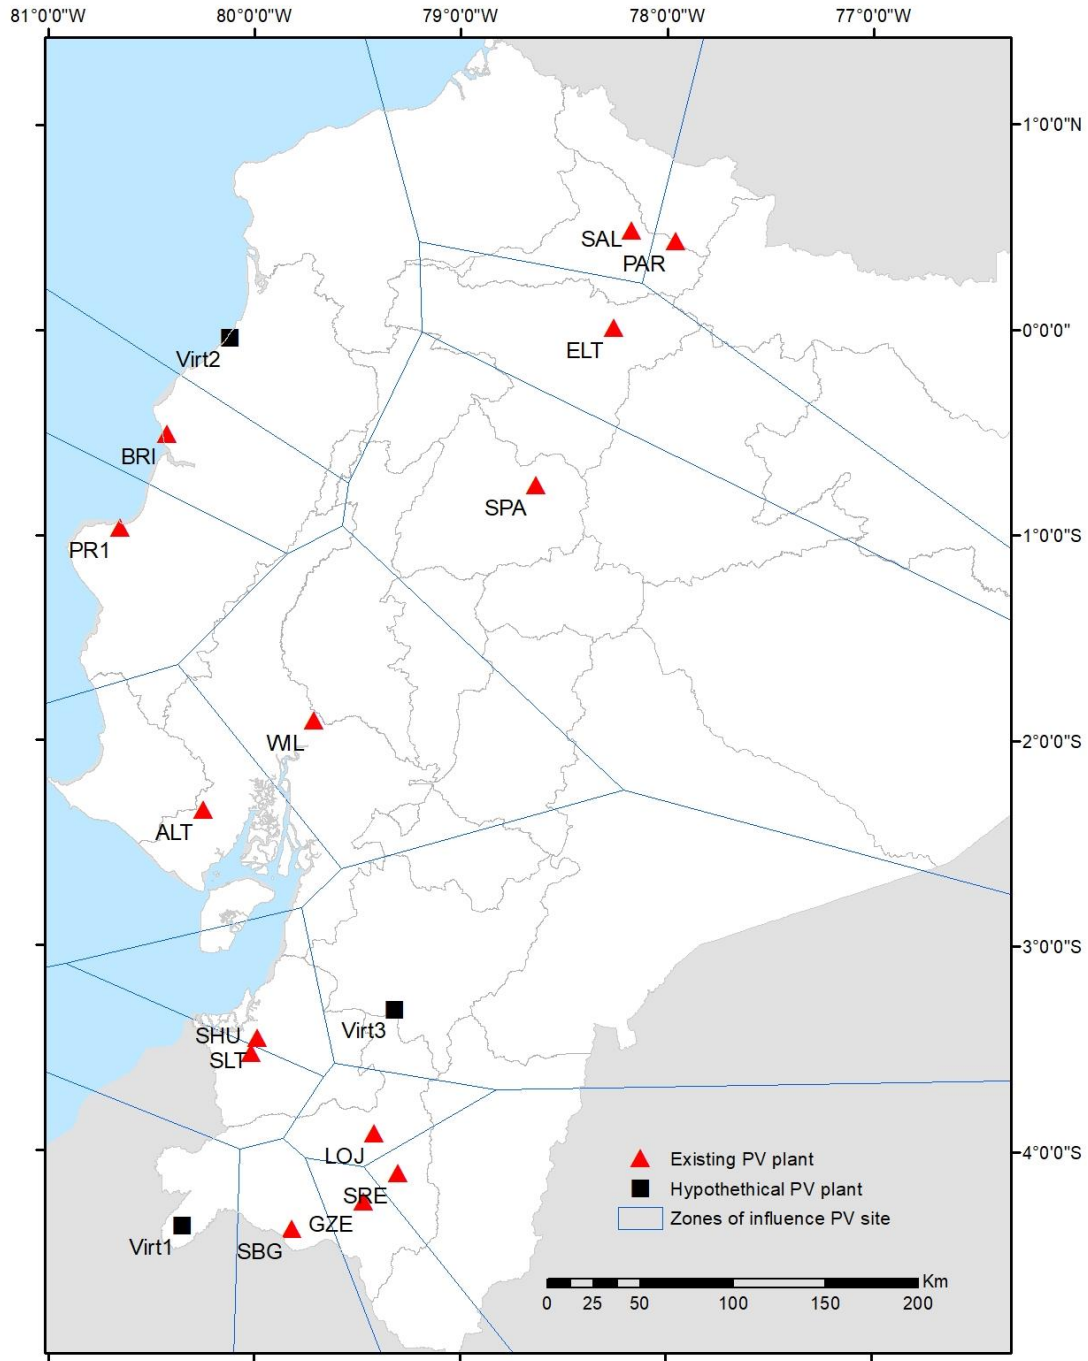 81°0'0"W 80°0'0"W 79°0'0"W 78°0'0"W 77°0'0"W
1°0'0"N
SAL
PAR
0°0'0"
ELT
Virt2
BRI
SPA
1°0'0"S
PR1
WIL
2°0'0"S
ALT
3°0'0"S
Virt3
SHU
SLT
LOJ
4°0'0"S
Existing PV plant
SRE
Hypothethical PV plant
GZE
Zones of influence PV site
Virt1
SBG
Km
0 25 50 100 150 200